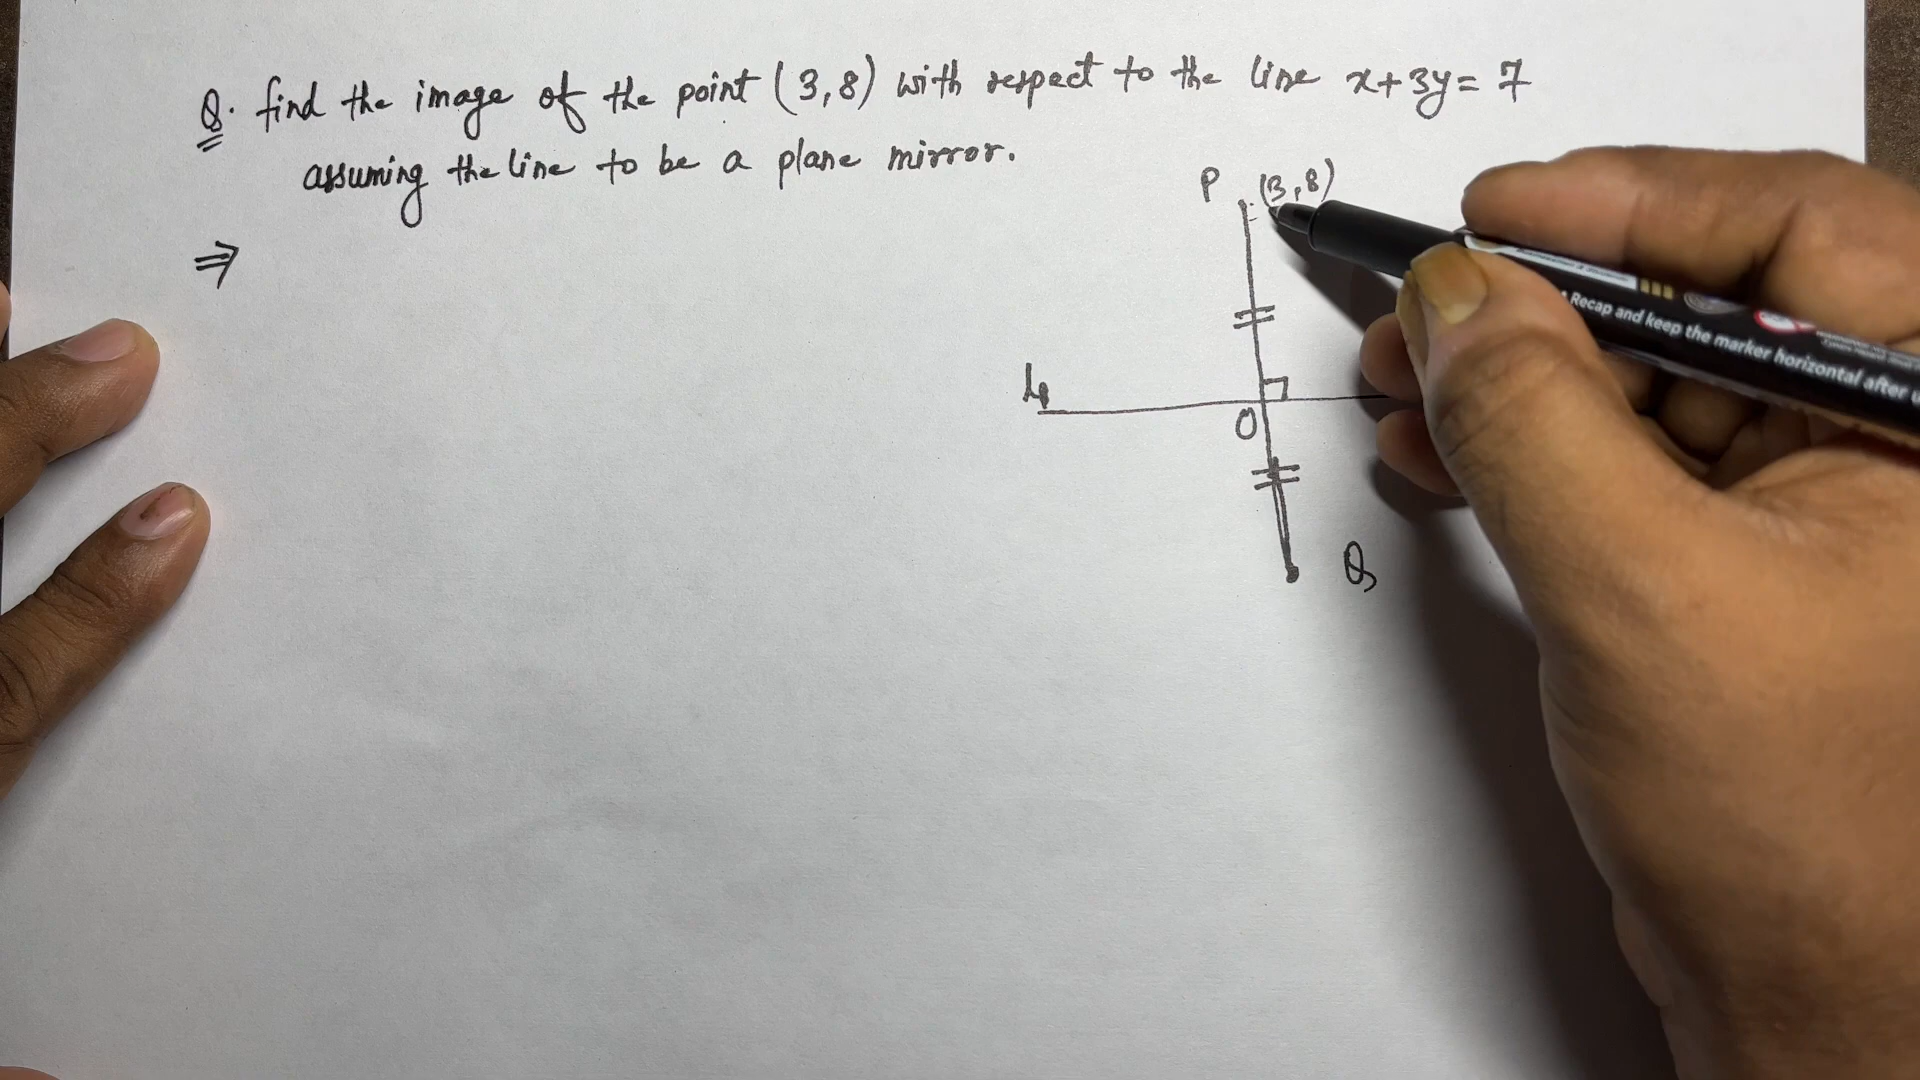 Q. find the image of the point (3,8) with respect to the line x+3y=7
assuming the line to be a plane mirror.
⇒
P (3,8)
O
Q
Recap and keep the marker horizontal after u